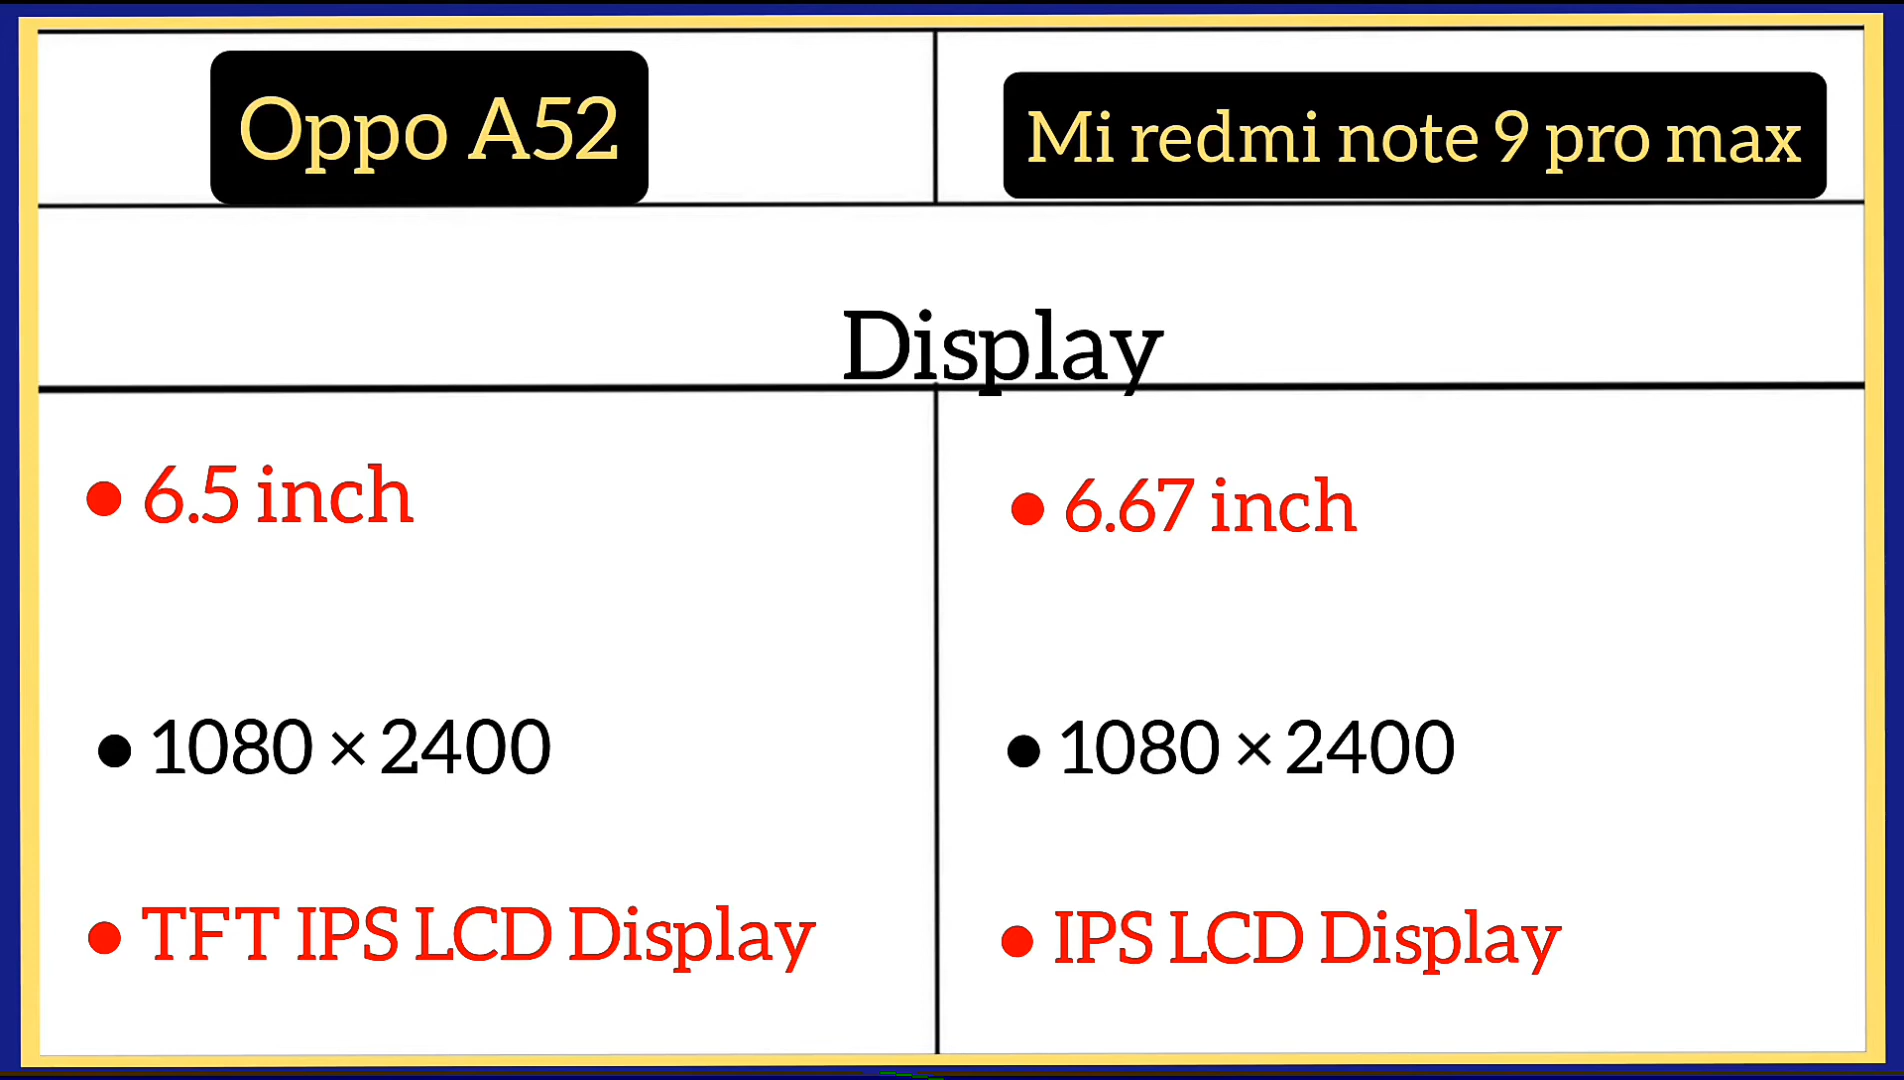 Oppo A52
Mi redmi note 9 pro max
Display
● 6.5 inch
● 6.67 inch
● 1080 × 2400
● 1080 × 2400
● TFT IPS LCD Display
● IPS LCD Display